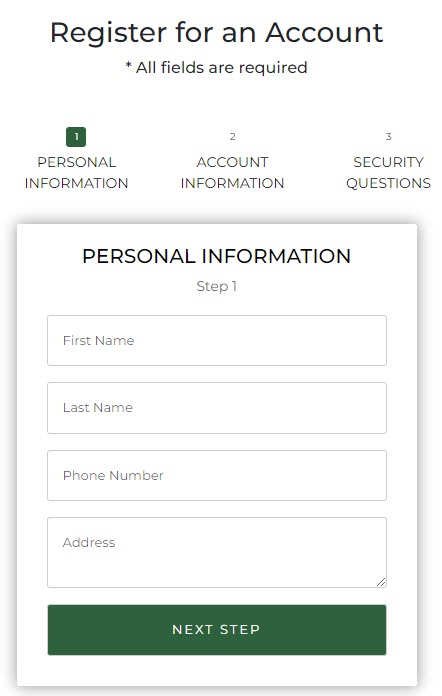 Register for an Account
* All fields are required
1
2
3
PERSONAL
INFORMATION
ACCOUNT
INFORMATION
SECURITY
QUESTIONS
PERSONAL INFORMATION
Step 1
First Name
Last Name
Phone Number
Address
NEXT STEP